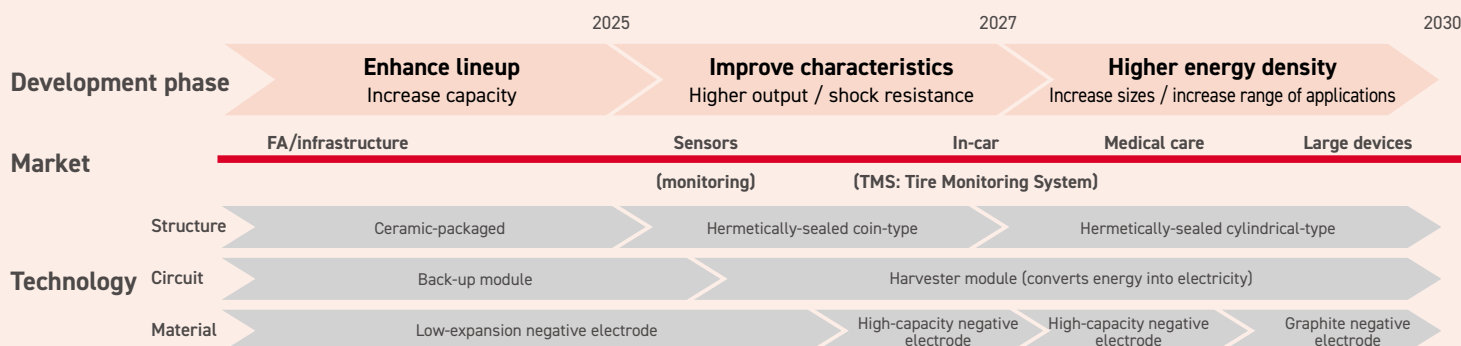 2025 2027 2030
Development phase
Enhance lineup
Increase capacity
Improve characteristics
Higher output / shock resistance
Higher energy density
Increase sizes / increase range of applications
Market
FA/infrastructure
Sensors
(monitoring)
In-car
(TMS: Tire Monitoring System)
Medical care
Large devices
Technology
Structure
Ceramic-packaged
Hermetically-sealed coin-type
Hermetically-sealed cylindrical-type
Circuit
Back-up module
Harvester module (converts energy into electricity)
Material
Low-expansion negative electrode
High-capacity negative
electrode
High-capacity negative
electrode
Graphite negative
electrode